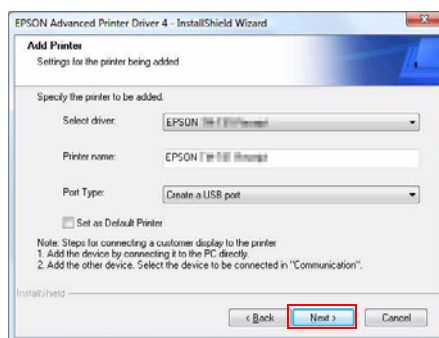 EPSON Advanced Printer Driver 4 - InstallShield Wizard
Add Printer
Settings for the printer being added
Specify the printer to be added.
Select driver:
EPSON
Printer name:
EPSON
Port Type:
Create a USB port
Set as Default Printer
Note: Steps for connecting a customer display to the printer
1. Add the device by connecting it to the PC directly.
2. Add the other device. Select the device to be connected in "Communication".
InstallShield
< Back
Next >
Cancel